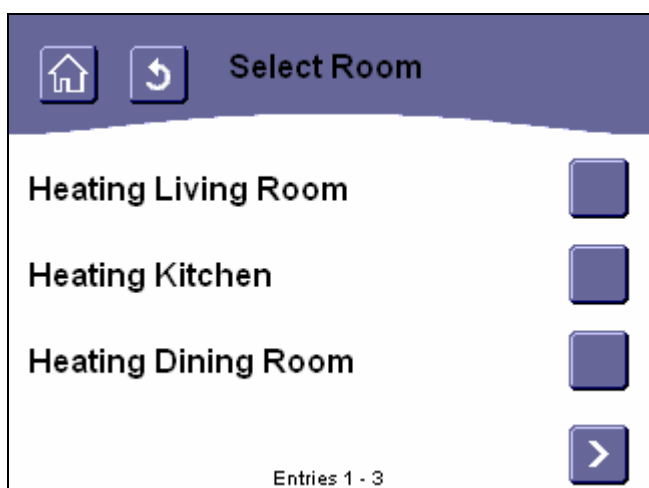 Select Room
Heating Living Room
Heating Kitchen
Heating Dining Room
Entries 1 - 3